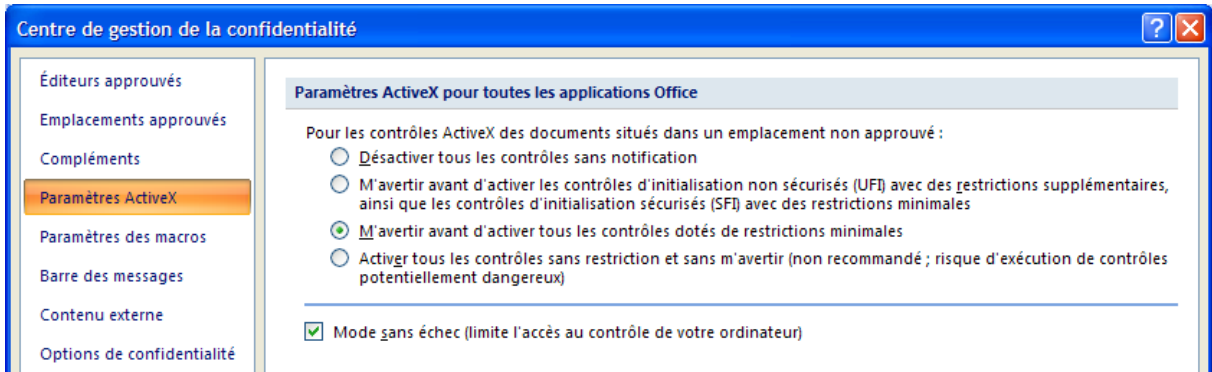 Centre de gestion de la confidentialité
Éditeurs approuvés
Emplacements approuvés
Compléments
Paramètres ActiveX
Paramètres des macros
Barre des messages
Contenu externe
Options de confidentialité
Paramètres ActiveX pour toutes les applications Office
Pour les contrôles ActiveX des documents situés dans un emplacement non approuvé :
Désactiver tous les contrôles sans notification
M'avertir avant d'activer les contrôles d'initialisation non sécurisés (UFI) avec des restrictions supplémentaires,
ainsi que les contrôles d'initialisation sécurisés (SFI) avec des restrictions minimales
M'avertir avant d'activer tous les contrôles dotés de restrictions minimales
Activer tous les contrôles sans restriction et sans m'avertir (non recommandé ; risque d'exécution de contrôles
potentiellement dangereux)
Mode sans échec (limite l'accès au contrôle de votre ordinateur)